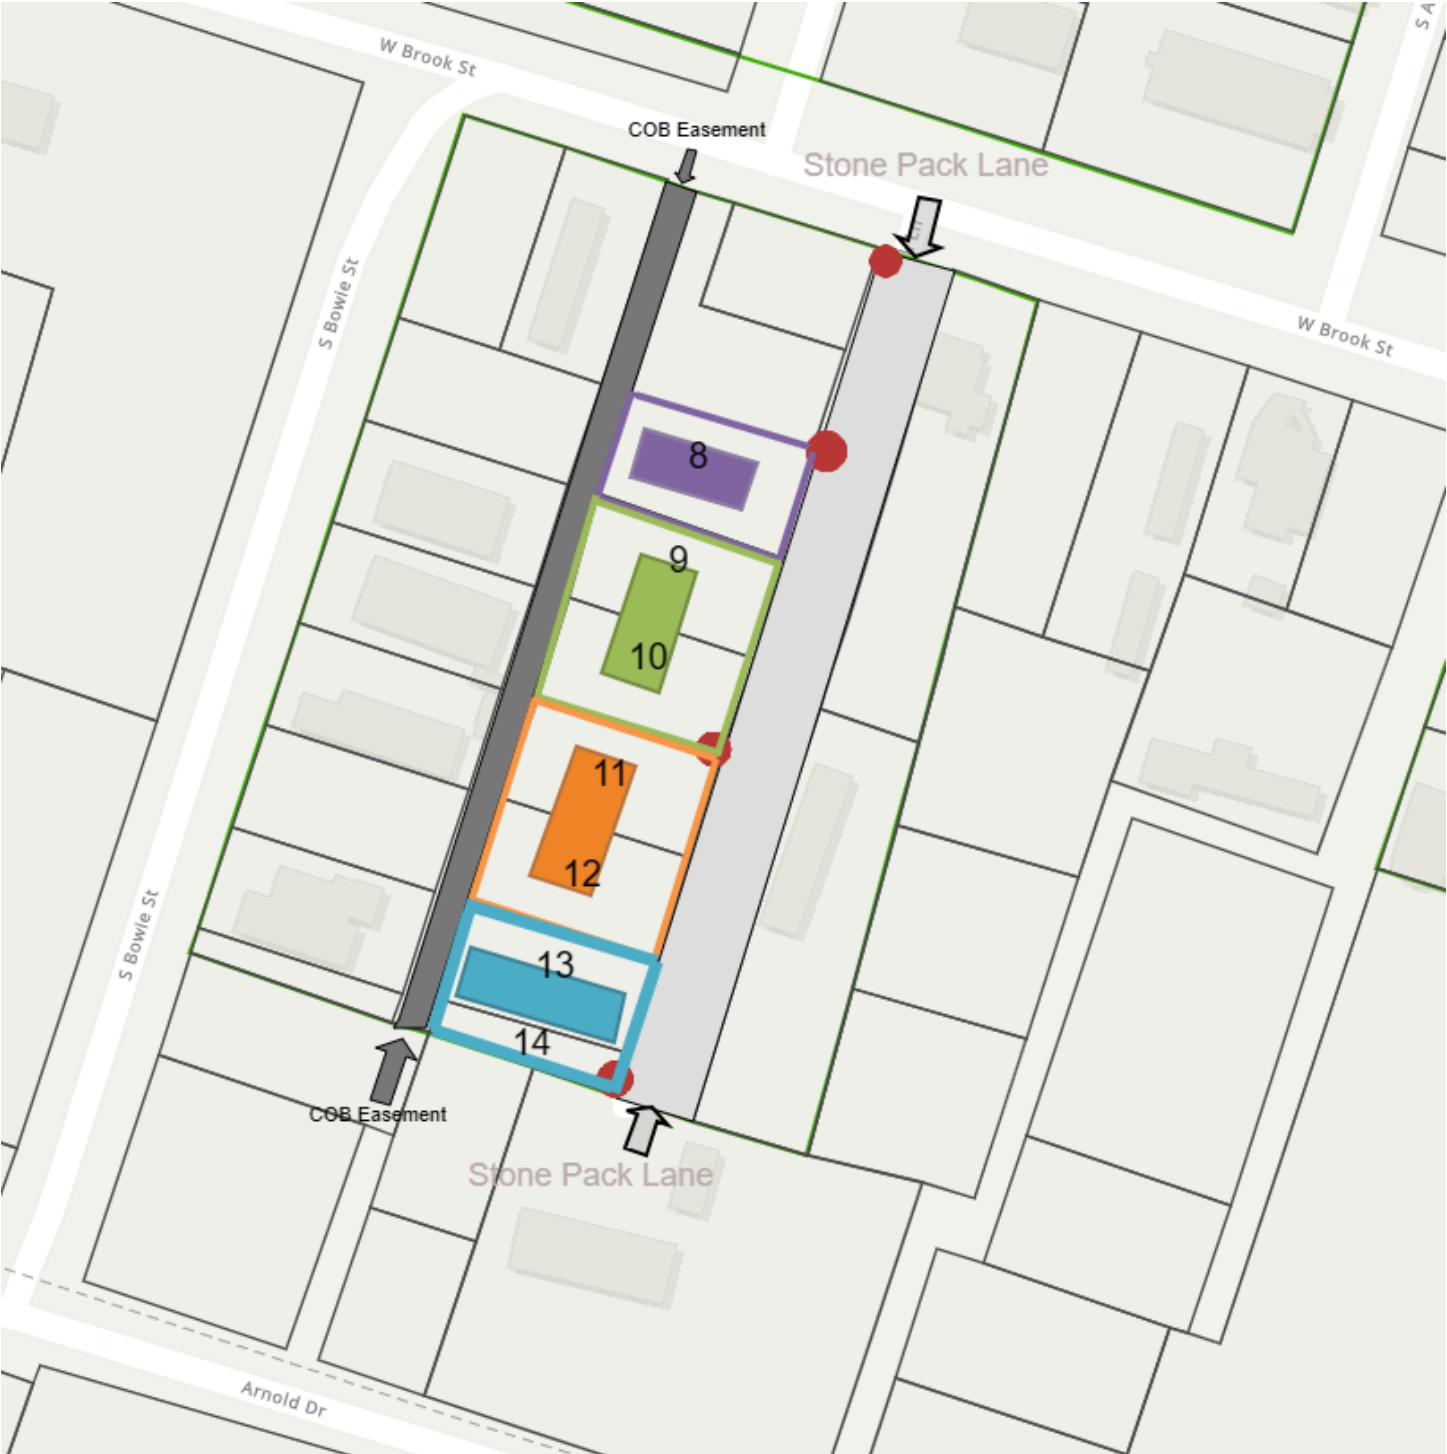 W Brook St
S A
COB Easement
Stone Pack Lane
Ln
S Bowie St
W Brook St
8
9
10
11
12
13
14
S Bowie St
COB Easement
Stone Pack Lane
Arnold Dr